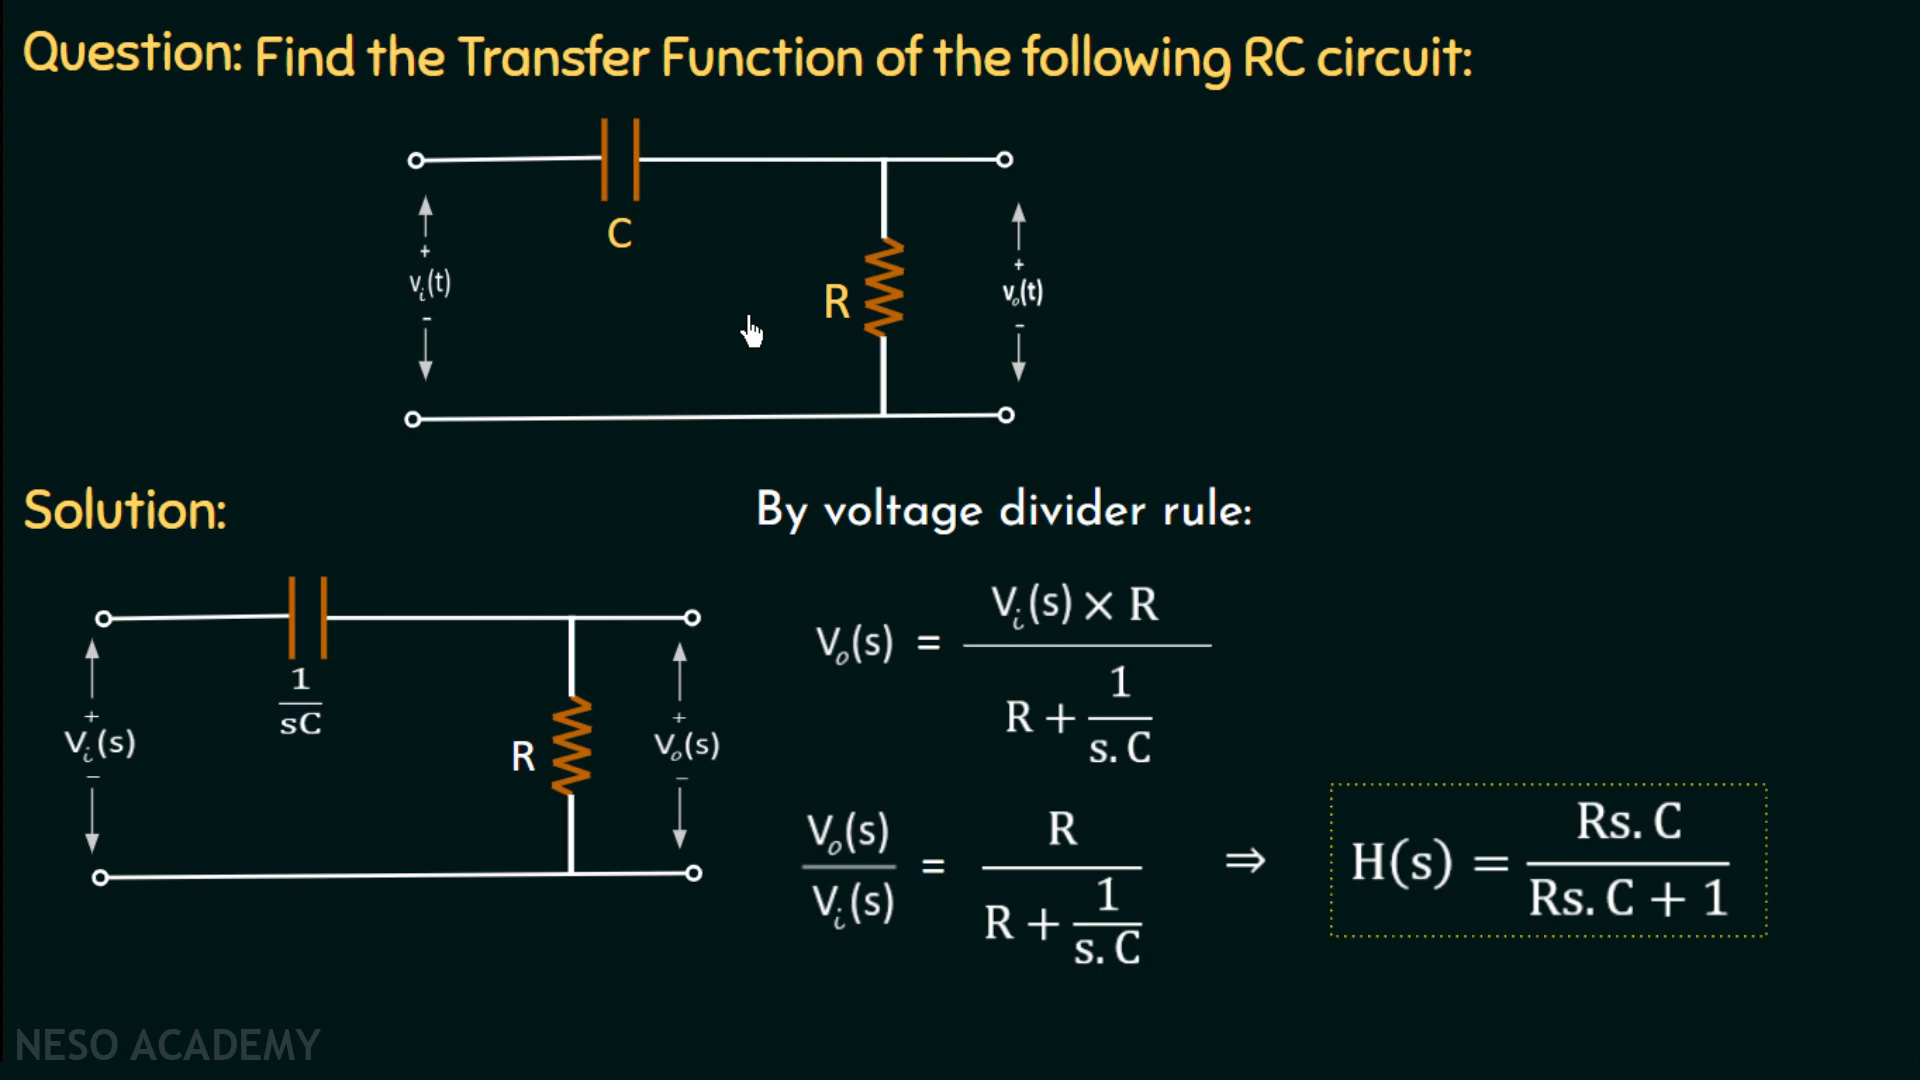 Question: Find the Transfer Function of the following RC circuit:
C
+
vᵢ(t)
-
R
+
vₒ(t)
-
Solution:
By voltage divider rule:
1
sC
+
Vᵢ(s)
–
R
+
Vₒ(s)
–
Vᵢ(s) × R
Vₒ(s) =
1
R +
s. C
Vₒ(s)
Vᵢ(s)
=
R
1
R +
s. C
⇒
Rs. C
H(s) =
Rs. C + 1
NESO ACADEMY